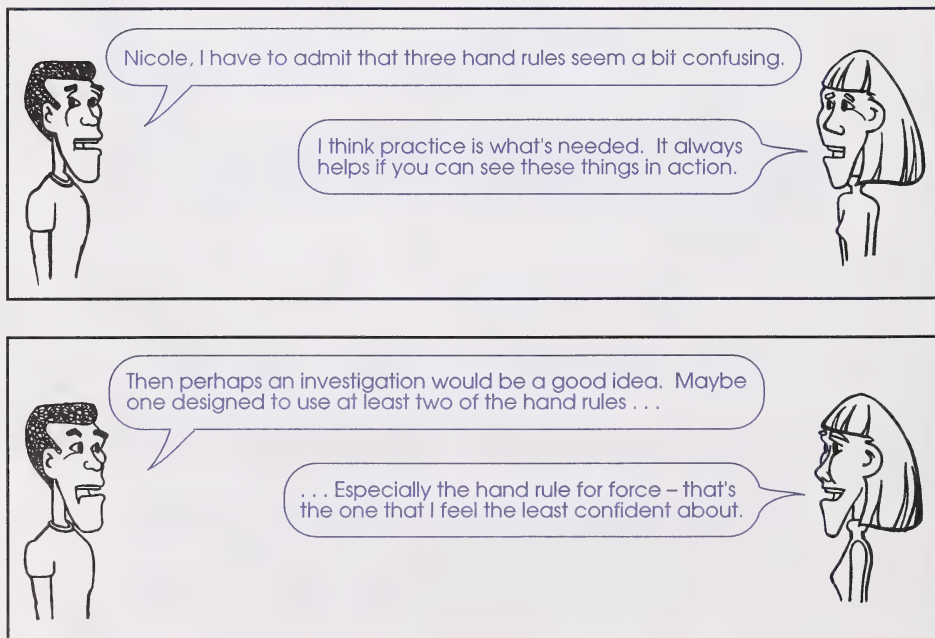 Nicole, I have to admit that three hand rules seem a bit confusing.
I think practice is what's needed. It always
helps if you can see these things in action.
Then perhaps an investigation would be a good idea. Maybe
one designed to use at least two of the hand rules . . .
. . . Especially the hand rule for force – that's
the one that I feel the least confident about.